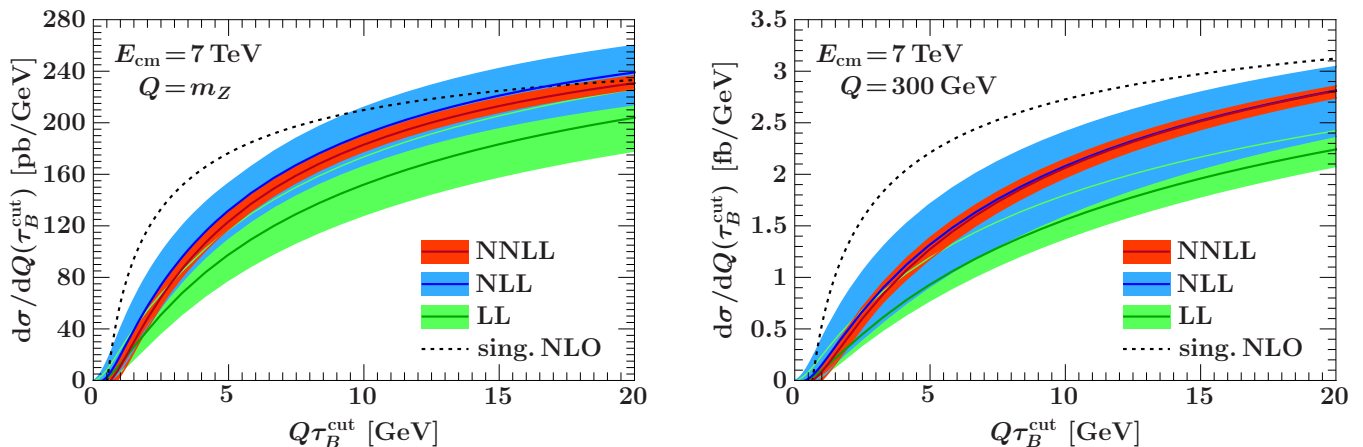 dσ/dQ(τ_B^cut) [pb/GeV]
280
240
200
160
120
80
40
0
E_cm = 7 TeV
Q = m_Z
NNLL
NLL
LL
sing. NLO
0 5 10 15 20
Qτ_B^cut [GeV]
dσ/dQ(τ_B^cut) [fb/GeV]
3.5
3
2.5
2
1.5
1
0.5
0
E_cm = 7 TeV
Q = 300 GeV
NNLL
NLL
LL
sing. NLO
0 5 10 15 20
Qτ_B^cut [GeV]